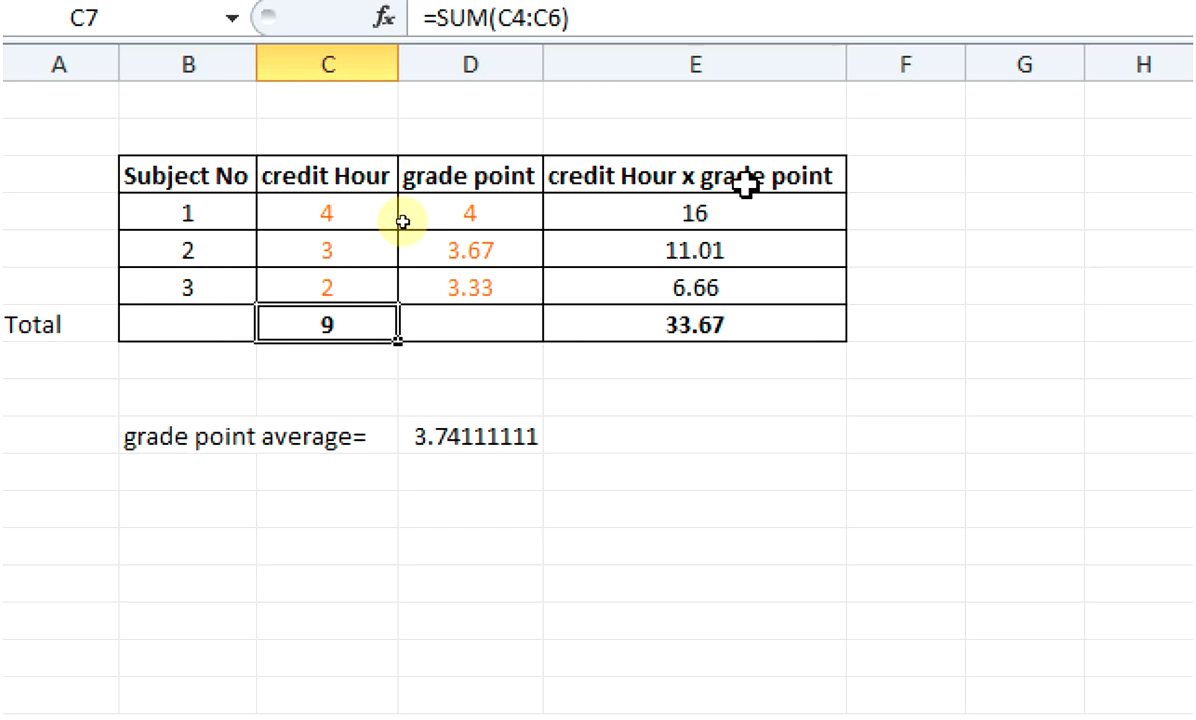 C7 fx =SUM(C4:C6)
A B C D E F G H
Subject No credit Hour grade point credit Hour x grade point
1 4 4 16
2 3 3.67 11.01
3 2 3.33 6.66
Total 9 33.67
grade point average= 3.74111111